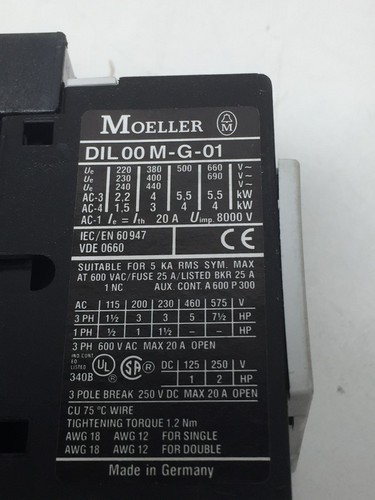 MOELLER
DIL 00 M-G-01
Ue 220 380 500 660 V~
Ue 230 400 690 V~
Ue 240 440 V~
AC-3 2,2 4 5,5 5,5 kW
AC-4 1,5 3 4 4 kW
AC-1 Ie = Ith 20 A Uimp. 8000 V
IEC/EN 60947
VDE 0660
CE
SUITABLE FOR 5 KA RMS SYM. MAX
AT 600 VAC/FUSE 25 A/LISTED BKR 25 A
1 NC AUX. CONT. A 600 P 300
AC 115 200 230 460 575 V
3 PH 1½ 3 3 5 7½ HP
1 PH ½ 1½ 1 – – HP
3 PH 600 V AC MAX 20 A OPEN
IND. CONT.
EQ
LISTED
340B
UL
SA
DC 125 250 V
1 2 HP
3 POLE BREAK 250 V DC MAX 20 A OPEN
CU 75 °C WIRE
TIGHTENING TORQUE 1.2 Nm
AWG 18 AWG 12 FOR SINGLE
AWG 18 AWG 12 FOR DOUBLE
Made in Germany